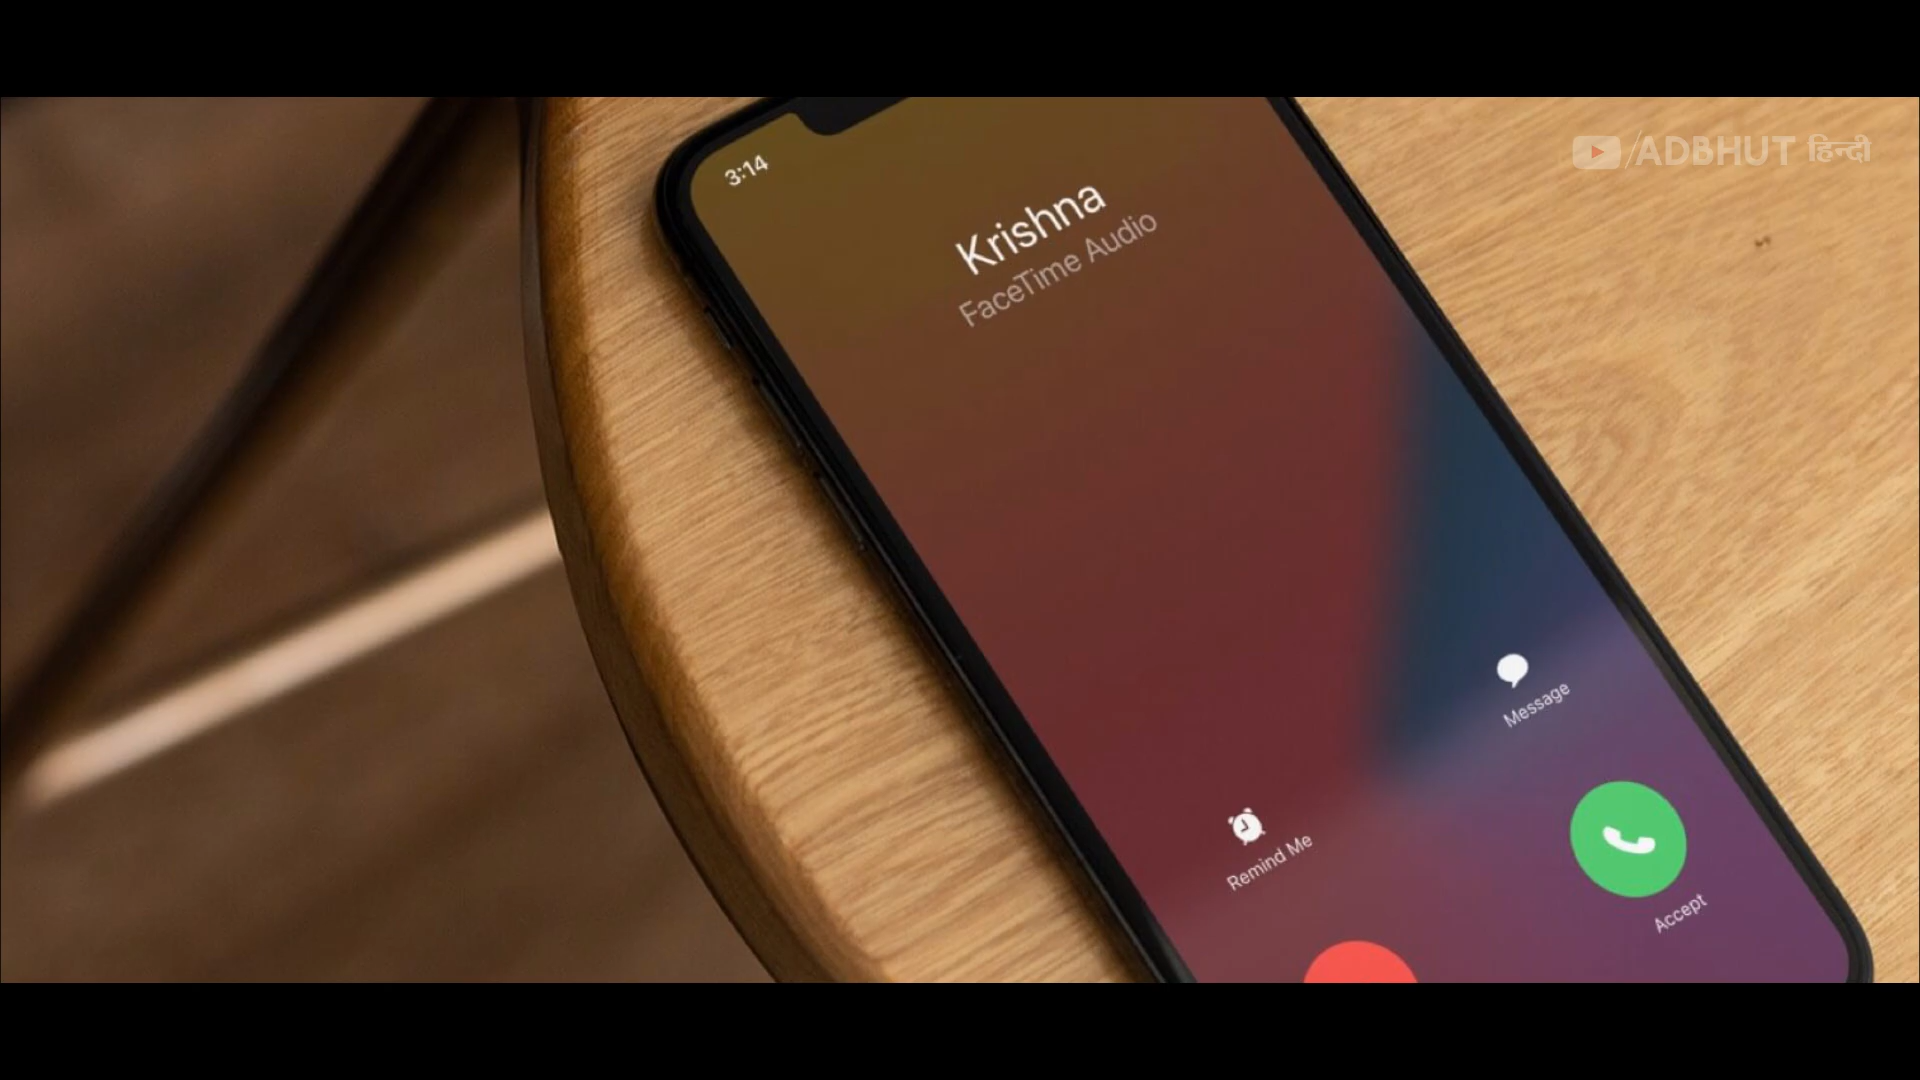 /ADBHUT हिन्दी
3:14
Krishna
FaceTime Audio
Message
Remind Me
Accept